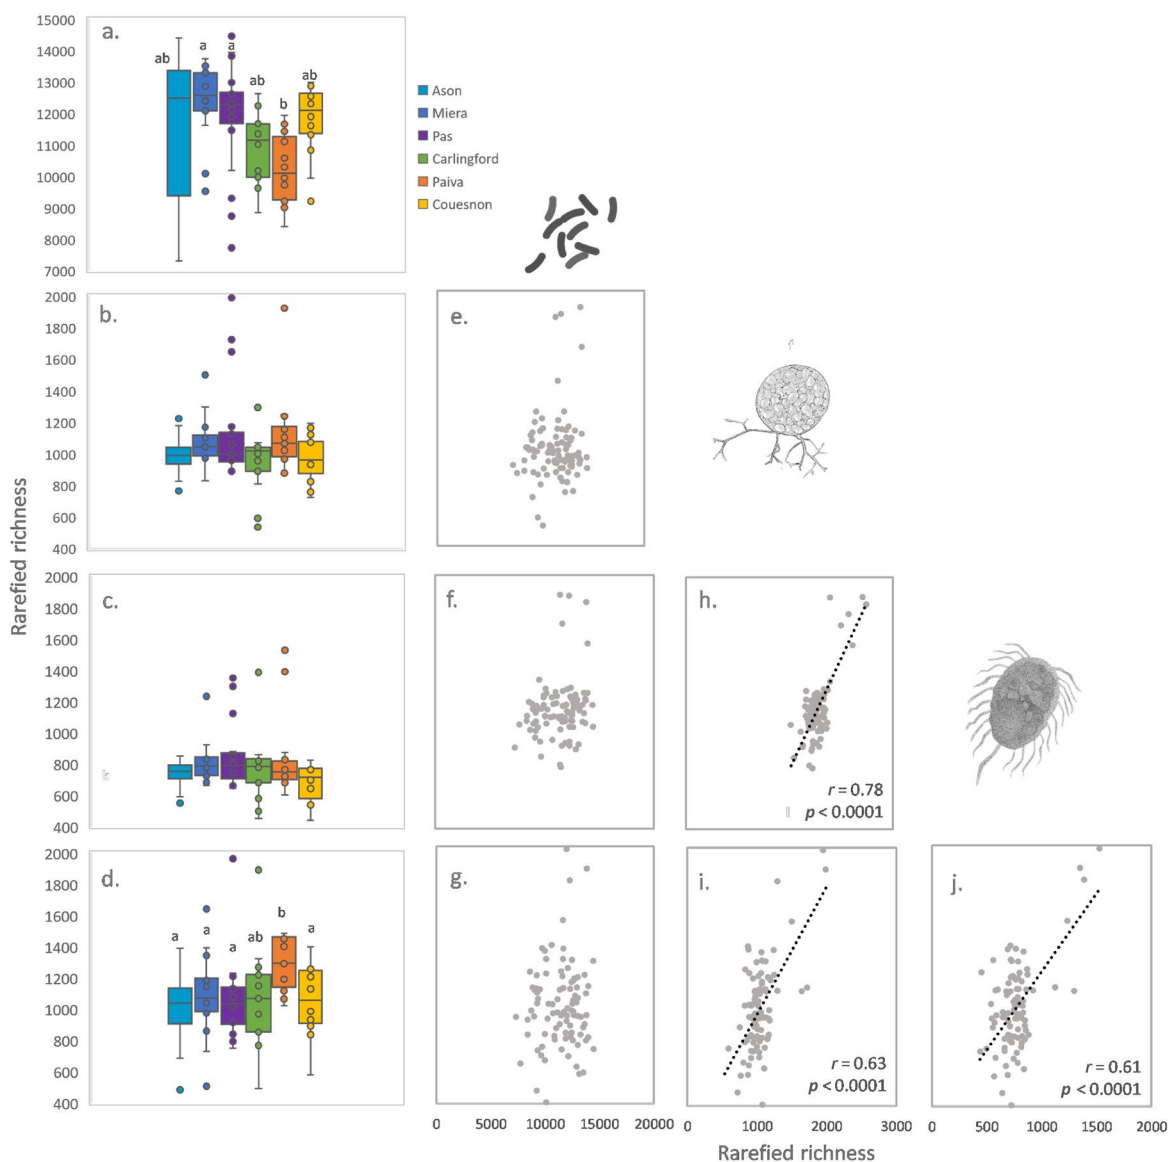 15000
14000
13000
12000
11000
10000
9000
8000
7000
a.
ab
a
a
ab
b
ab
Ason
Miera
Pas
Carlingford
Paiva
Couesnon
2000
1800
1600
1400
1200
1000
800
600
400
b.
e.
Rarefied richness
2000
1800
1600
1400
1200
1000
800
600
400
c.
f.
h.
r = 0.78
p < 0.0001
2000
1800
1600
1400
1200
1000
800
600
400
d.
a
a
a
ab
b
a
g.
i.
r = 0.63
p < 0.0001
j.
r = 0.61
p < 0.0001
0 5000 10000 15000 20000
0 1000 2000 3000
0 500 1000 1500 2000
Rarefied richness